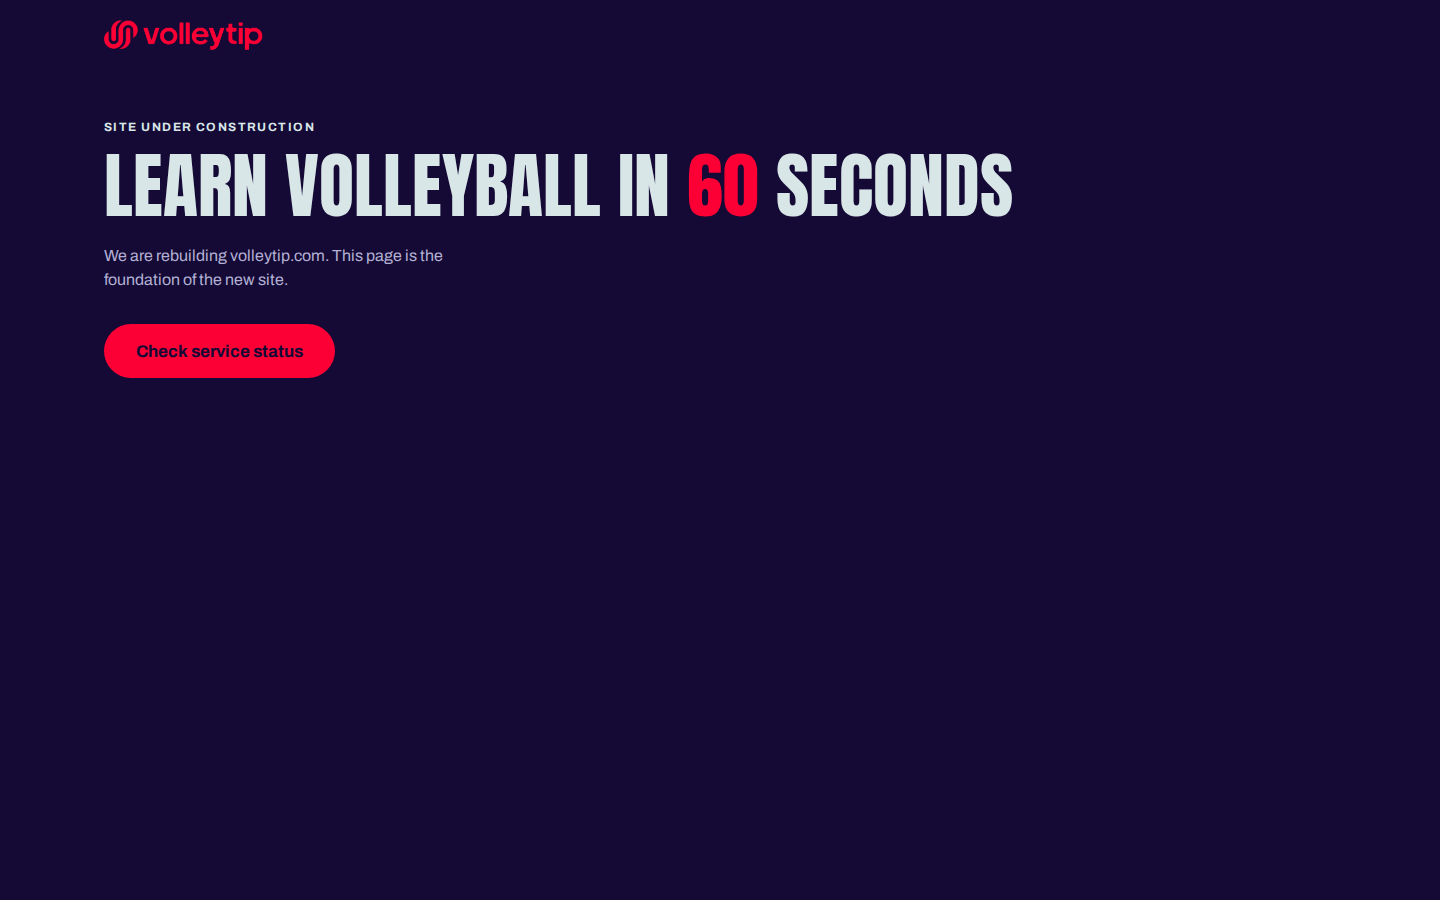 volleytip
SITE UNDER CONSTRUCTION
LEARN VOLLEYBALL IN 60 SECONDS
We are rebuilding volleytip.com. This page is the
foundation of the new site.
Check service status